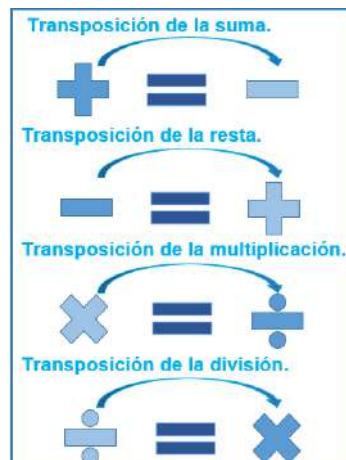 Transposición de la suma.
Transposición de la resta.
Transposición de la multiplicación.
Transposición de la división.